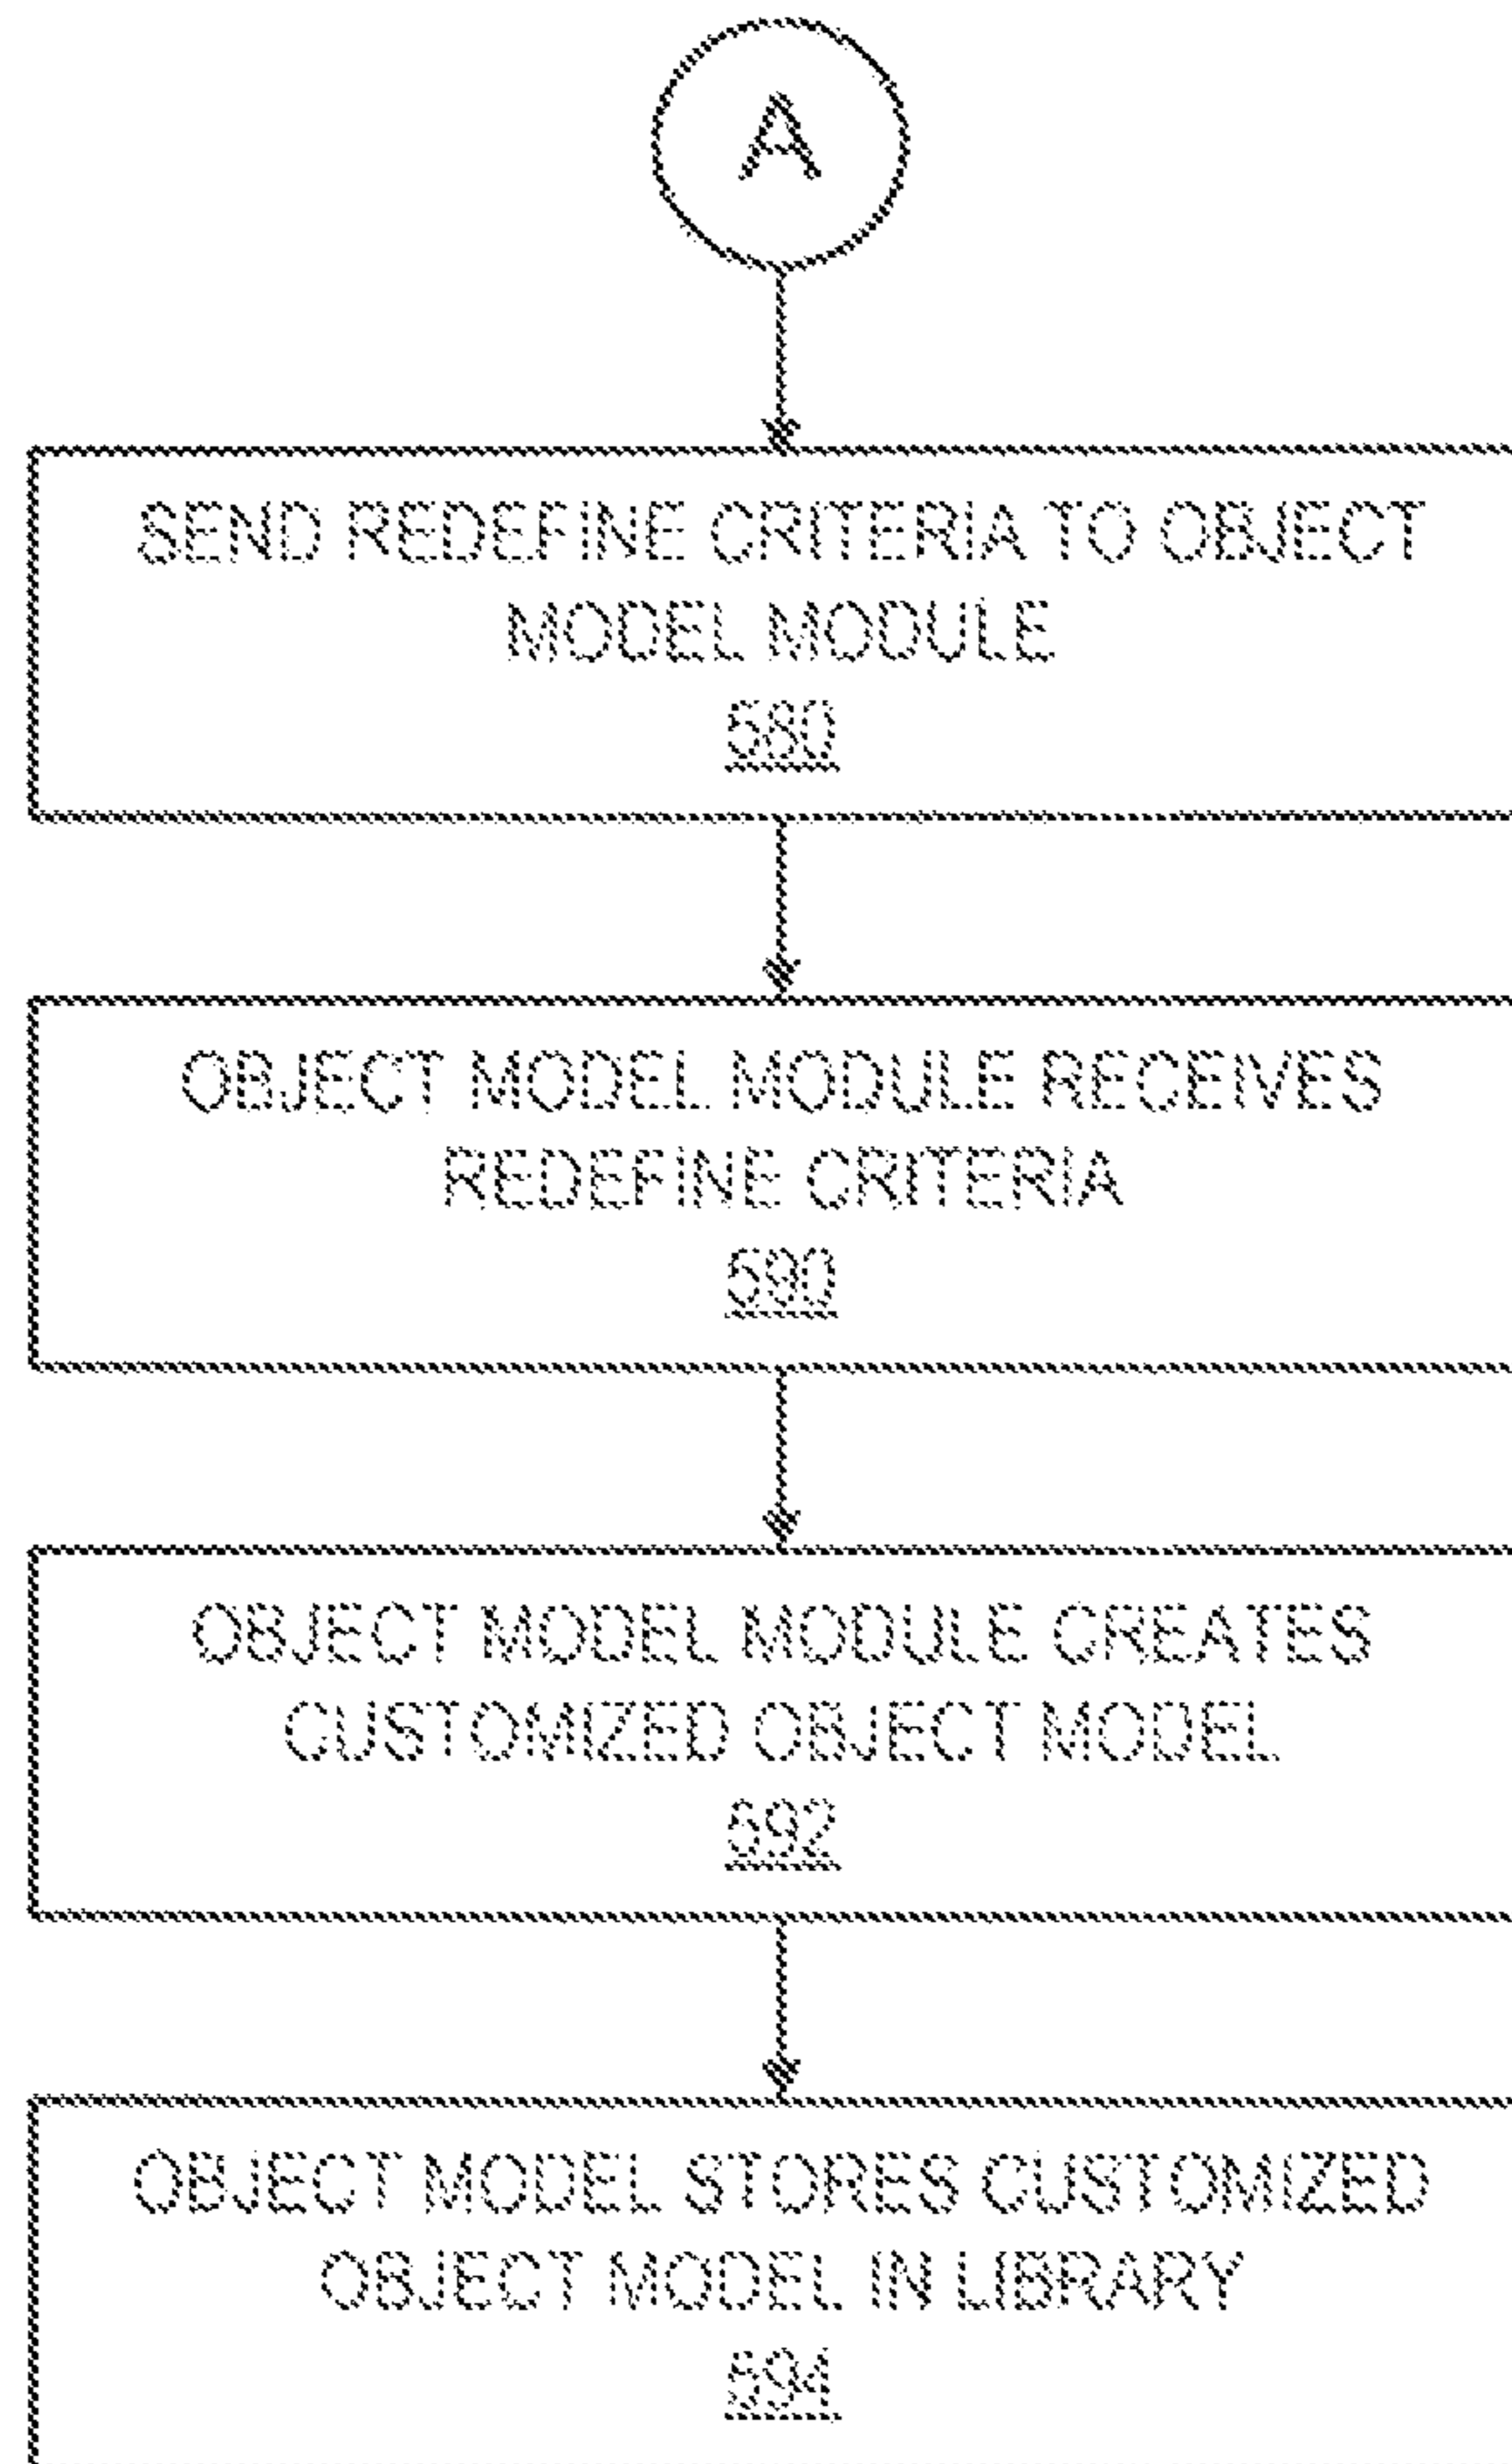 A
SEND REDEFINE CRITERIA TO OBJECT
MODEL MODULE
580
OBJECT MODEL MODULE RECEIVES
REDEFINE CRITERIA
590
OBJECT MODEL MODULE CREATES
CUSTOMIZED OBJECT MODEL
592
OBJECT MODEL STORES CUSTOMIZED
OBJECT MODEL IN LIBRARY
594